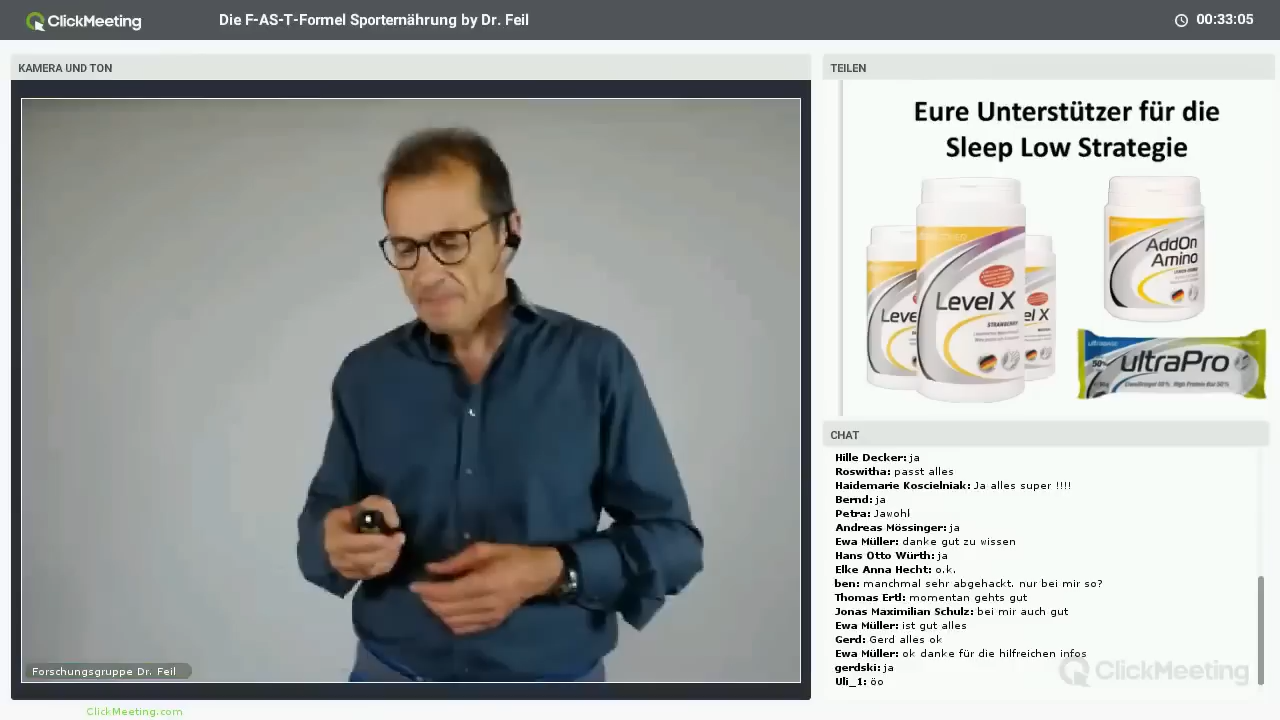 ClickMeeting
Die F-AS-T-Formel Sporternährung by Dr. Feil
00:33:05
KAMERA UND TON
Forschungsgruppe Dr. Feil
ClickMeeting.com
TEILEN
Eure Unterstützer für die
Sleep Low Strategie
Level X
STRAWBERRY
AddOn
Amino
ultraPro
50%
CHAT
Hille Decker: ja
Roswitha: passt alles
Haidemarie Koscielniak: Ja alles super !!!!
Bernd: ja
Petra: Jawohl
Andreas Mössinger: ja
Ewa Müller: danke gut zu wissen
Hans Otto Würth: ja
Elke Anna Hecht: o.k.
ben: manchmal sehr abgehackt. nur bei mir so?
Thomas Ertl: momentan gehts gut
Jonas Maximilian Schulz: bei mir auch gut
Ewa Müller: ist gut alles
Gerd: Gerd alles ok
Ewa Müller: ok danke für die hilfreichen infos
gerdski: ja
Uli_1: öo
ClickMeeting